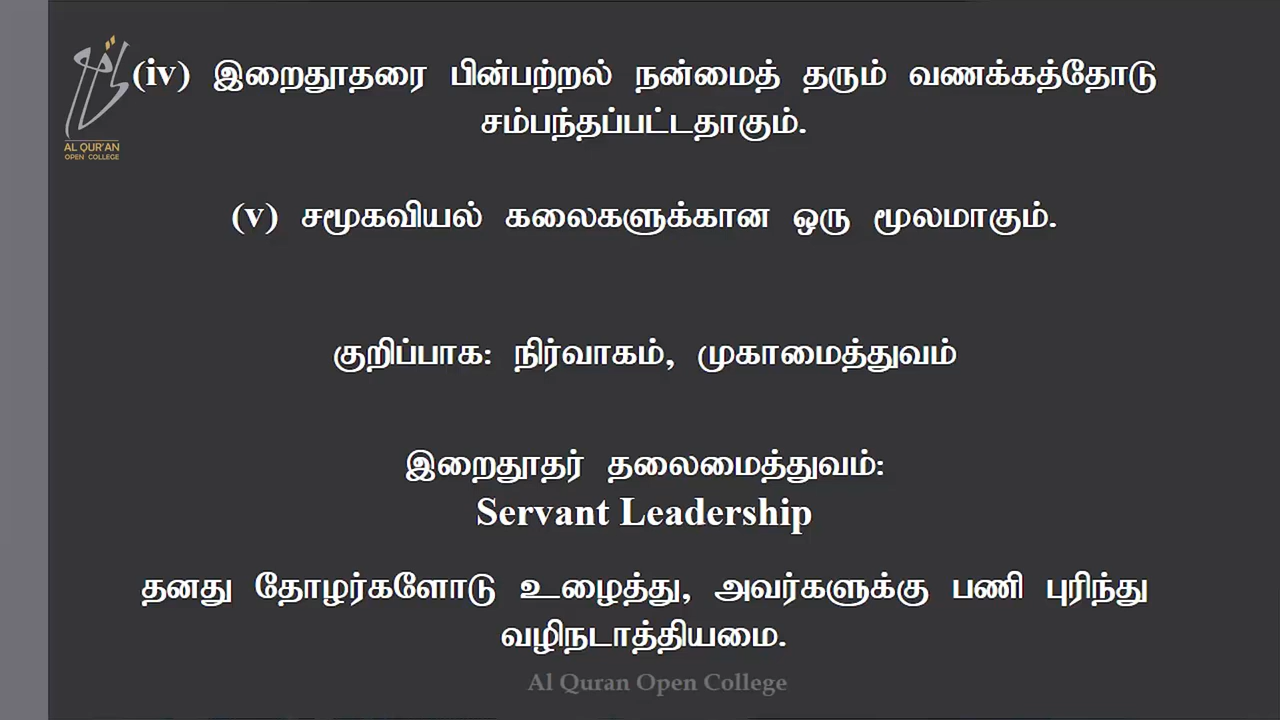 (iv) இறைதூதரை பின்பற்றல் நன்மைத் தரும் வணக்கத்தோடு
சம்பந்தப்பட்டதாகும்.
AL QUR'AN
OPEN COLLEGE
(v) சமூகவியல் கலைகளுக்கான ஒரு மூலமாகும்.
குறிப்பாக: நிர்வாகம், முகாமைத்துவம்
இறைதூதர் தலைமைத்துவம்:
Servant Leadership
தனது தோழர்களோடு உழைத்து, அவர்களுக்கு பணி புரிந்து
வழிநடாத்தியமை.
Al Quran Open College